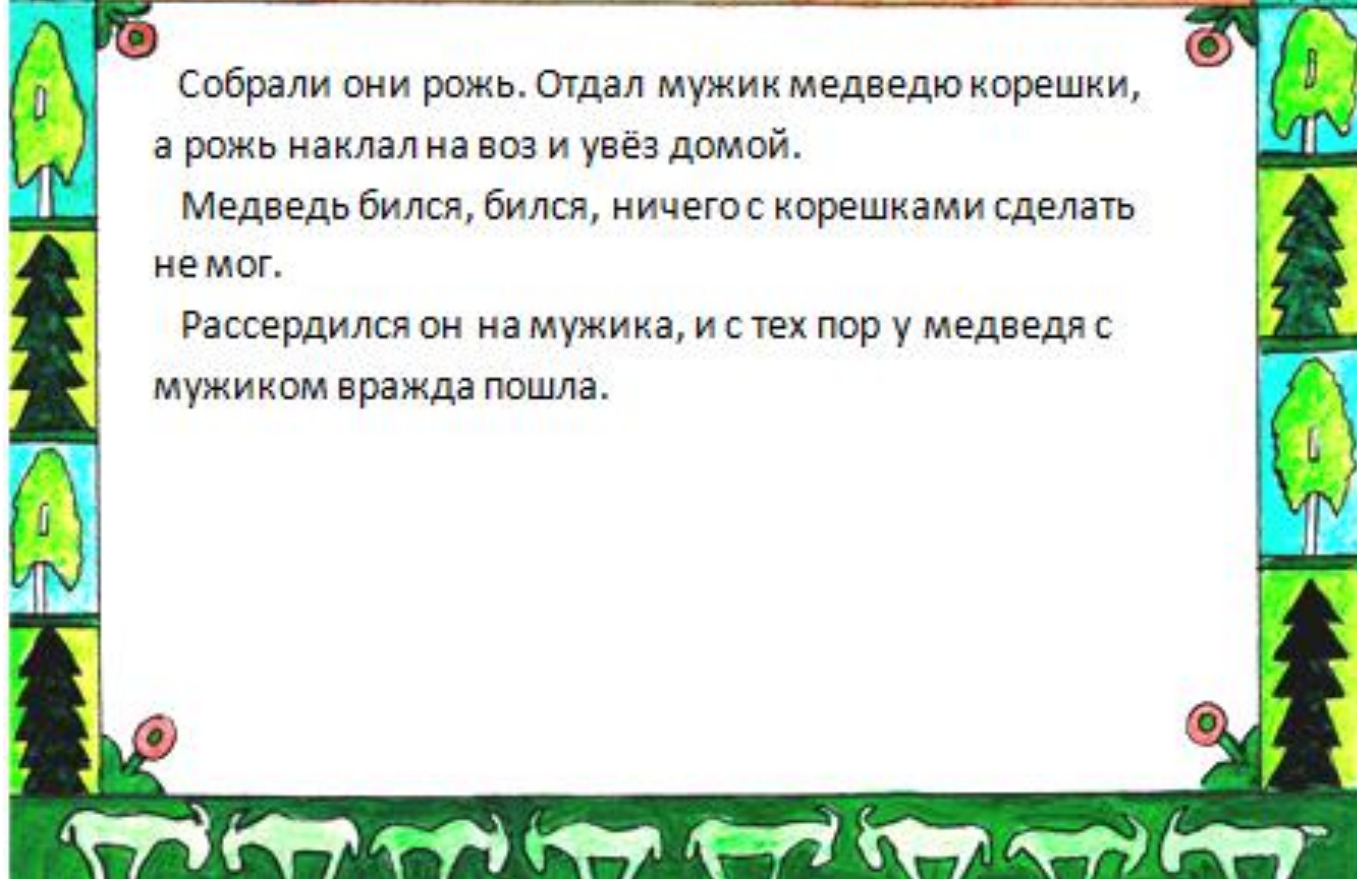 Собрали они рожь. Отдал мужик медведю корешки,
а рожь наклал на воз и увёз домой.
Медведь бился, бился, ничего с корешками сделать
не мог.
Рассердился он на мужика, и с тех пор у медведя с
мужиком вражда пошла.